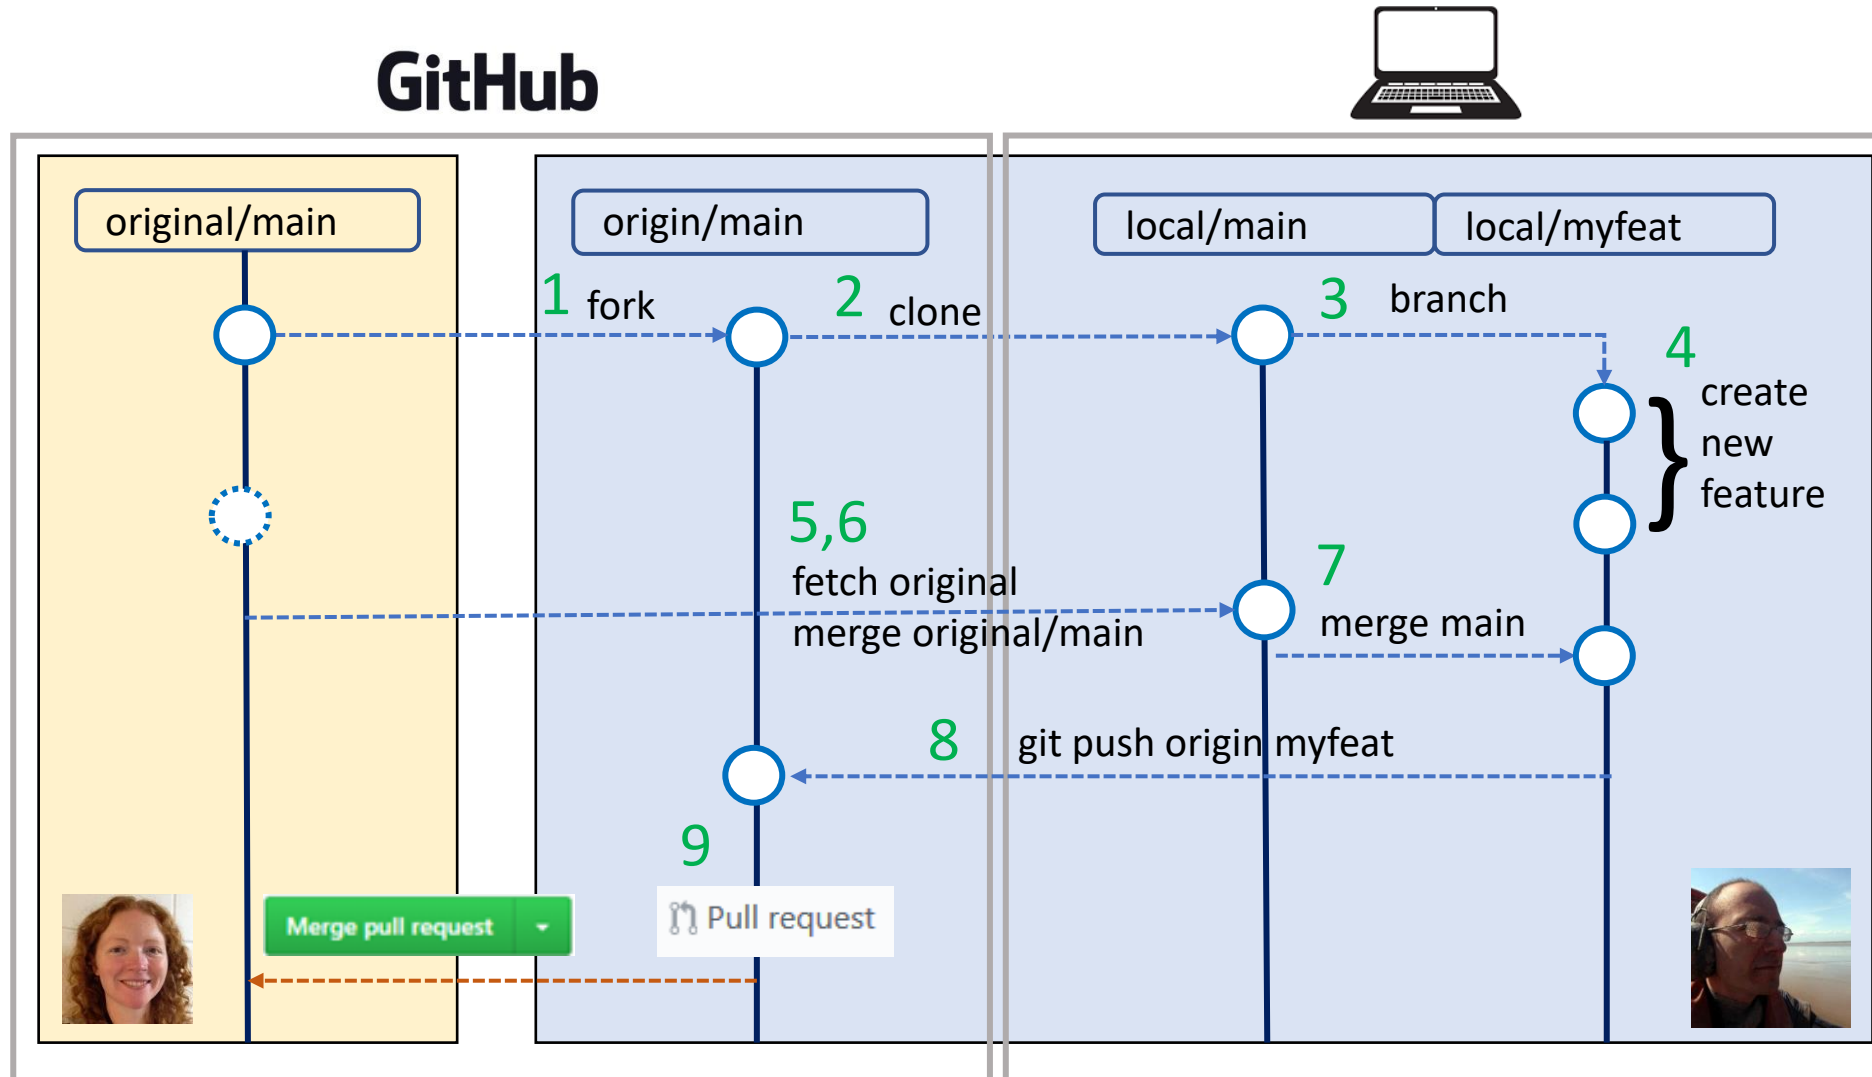 GitHub
original/main
origin/main
local/main
local/myfeat
1 fork
2 clone
3 branch
4
create
new
feature
5,6
fetch original
merge original/main
7
merge main
8 git push origin myfeat
9
Merge pull request
Pull request